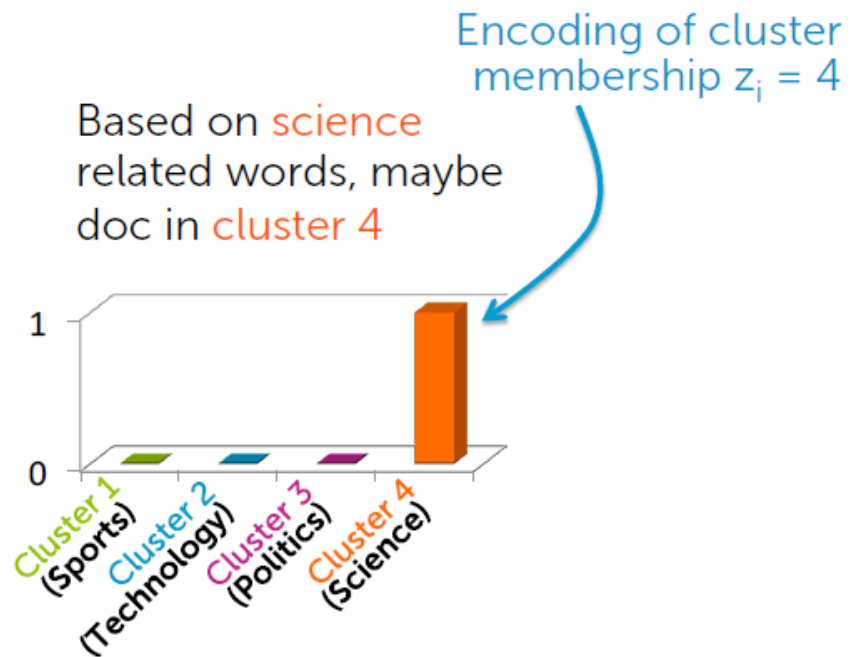 Encoding of cluster
membership zᵢ = 4
Based on science
related words, maybe
doc in cluster 4
1
0
Cluster 1
(Sports)
Cluster 2
(Technology)
Cluster 3
(Politics)
Cluster 4
(Science)